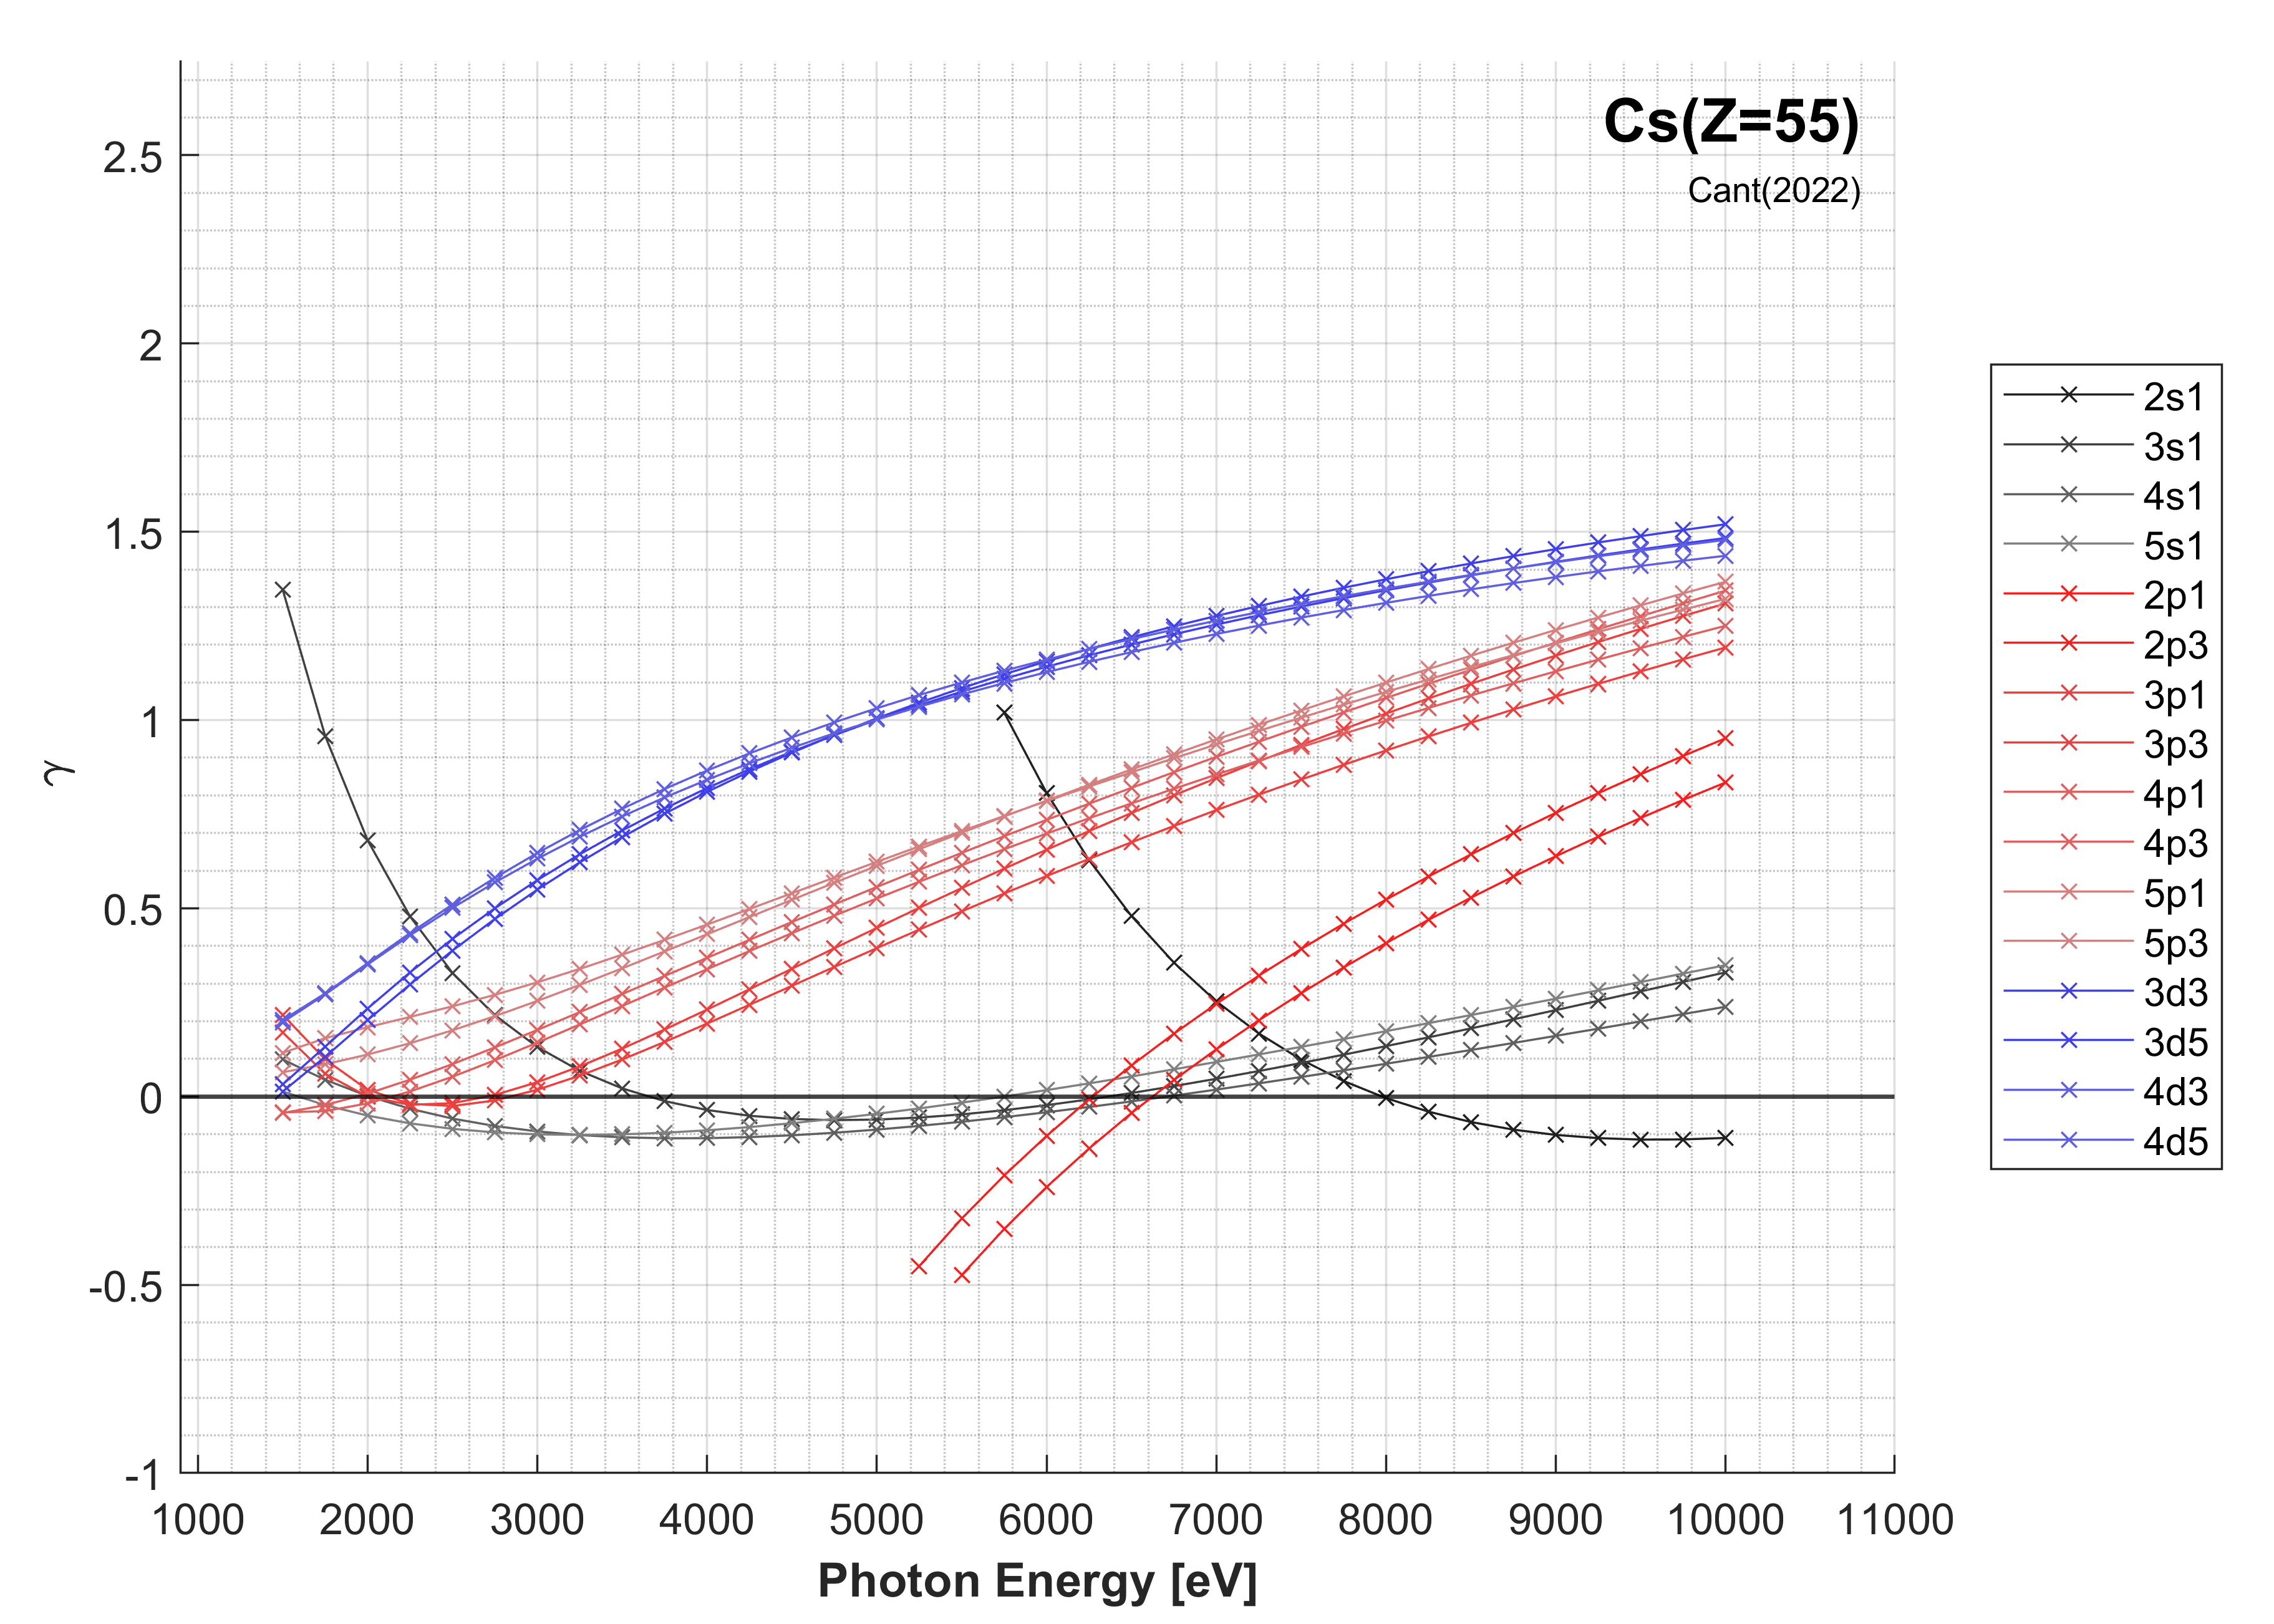 Cs(Z=55)
Cant(2022)
2.5
2
1.5
1
0.5
0
-0.5
-1
γ
1000 2000 3000 4000 5000 6000 7000 8000 9000 10000 11000
Photon Energy [eV]
2s1
3s1
4s1
5s1
2p1
2p3
3p1
3p3
4p1
4p3
5p1
5p3
3d3
3d5
4d3
4d5